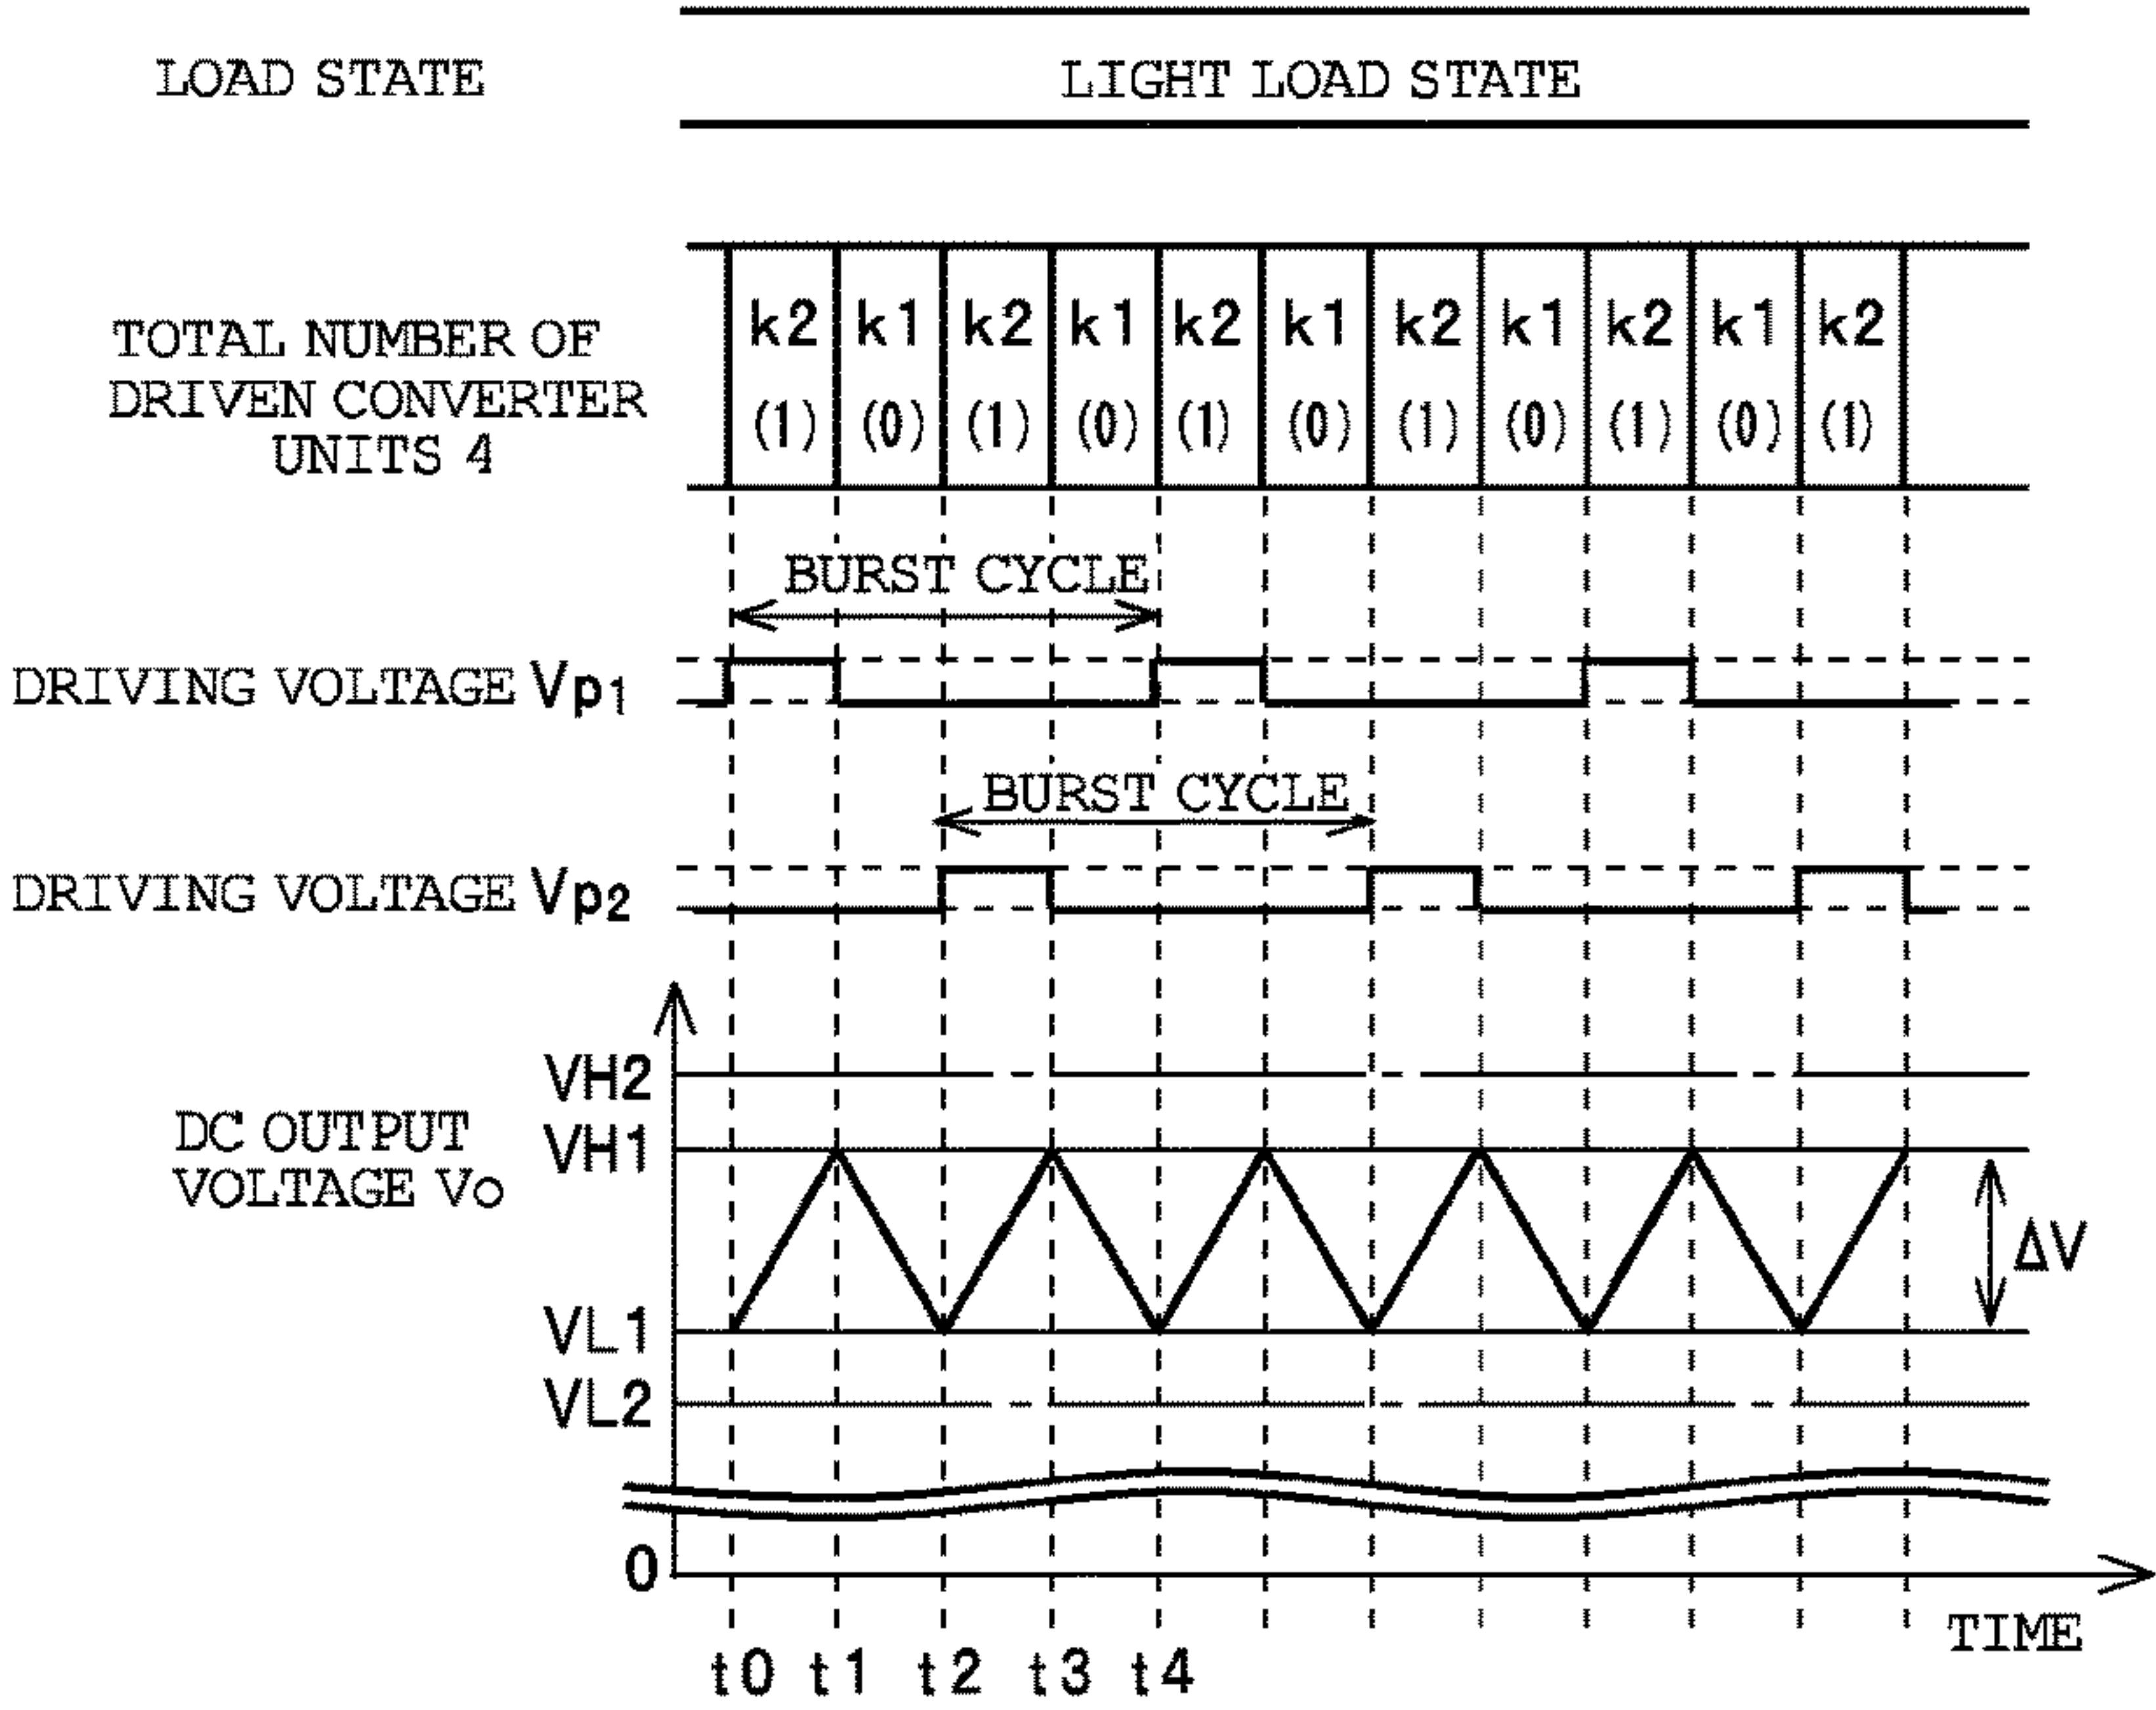 LOAD STATE
LIGHT LOAD STATE
TOTAL NUMBER OF
DRIVEN CONVERTER
UNITS 4
k2 k1 k2 k1 k2 k1 k2 k1 k2 k1 k2
(1) (0) (1) (0) (1) (0) (1) (0) (1) (0) (1)
BURST CYCLE
DRIVING VOLTAGE Vp1
BURST CYCLE
DRIVING VOLTAGE Vp2
DC OUTPUT
VOLTAGE Vo
VH2
VH1
VL1
VL2
0
ΔV
TIME
t0 t1 t2 t3 t4